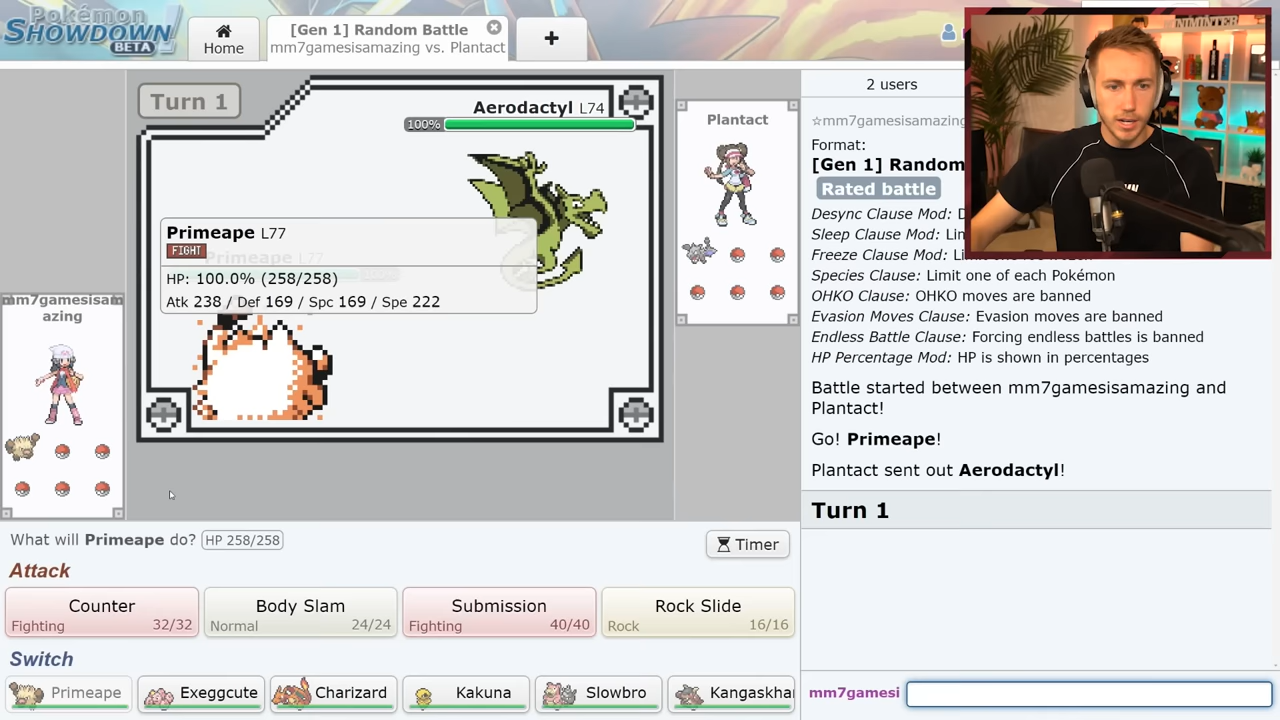 Pokémon
SHOWDOWN!
BETA
Home
[Gen 1] Random Battle
mm7gamesisamazing vs. Plantact
+
NIMINTER
Turn 1
Aerodactyl L74
100%
Primeape L77
FIGHT
HP: 100.0% (258/258)
Atk 238 / Def 169 / Spc 169 / Spe 222
mm7gamesisam
azing
Plantact
2 users
☆mm7gamesisamazing
Format:
[Gen 1] Random
Rated battle
Desync Clause Mod: D
Sleep Clause Mod: Lim
Freeze Clause Mod: Lim
Species Clause: Limit one of each Pokémon
OHKO Clause: OHKO moves are banned
Evasion Moves Clause: Evasion moves are banned
Endless Battle Clause: Forcing endless battles is banned
HP Percentage Mod: HP is shown in percentages
Battle started between mm7gamesisamazing and
Plantact!
Go! Primeape!
Plantact sent out Aerodactyl!
Turn 1
What will Primeape do? HP 258/258
Timer
Attack
Counter
Fighting 32/32
Body Slam
Normal 24/24
Submission
Fighting 40/40
Rock Slide
Rock 16/16
Switch
Primeape
Exeggcute
Charizard
Kakuna
Slowbro
Kangaskhan
mm7gamesi